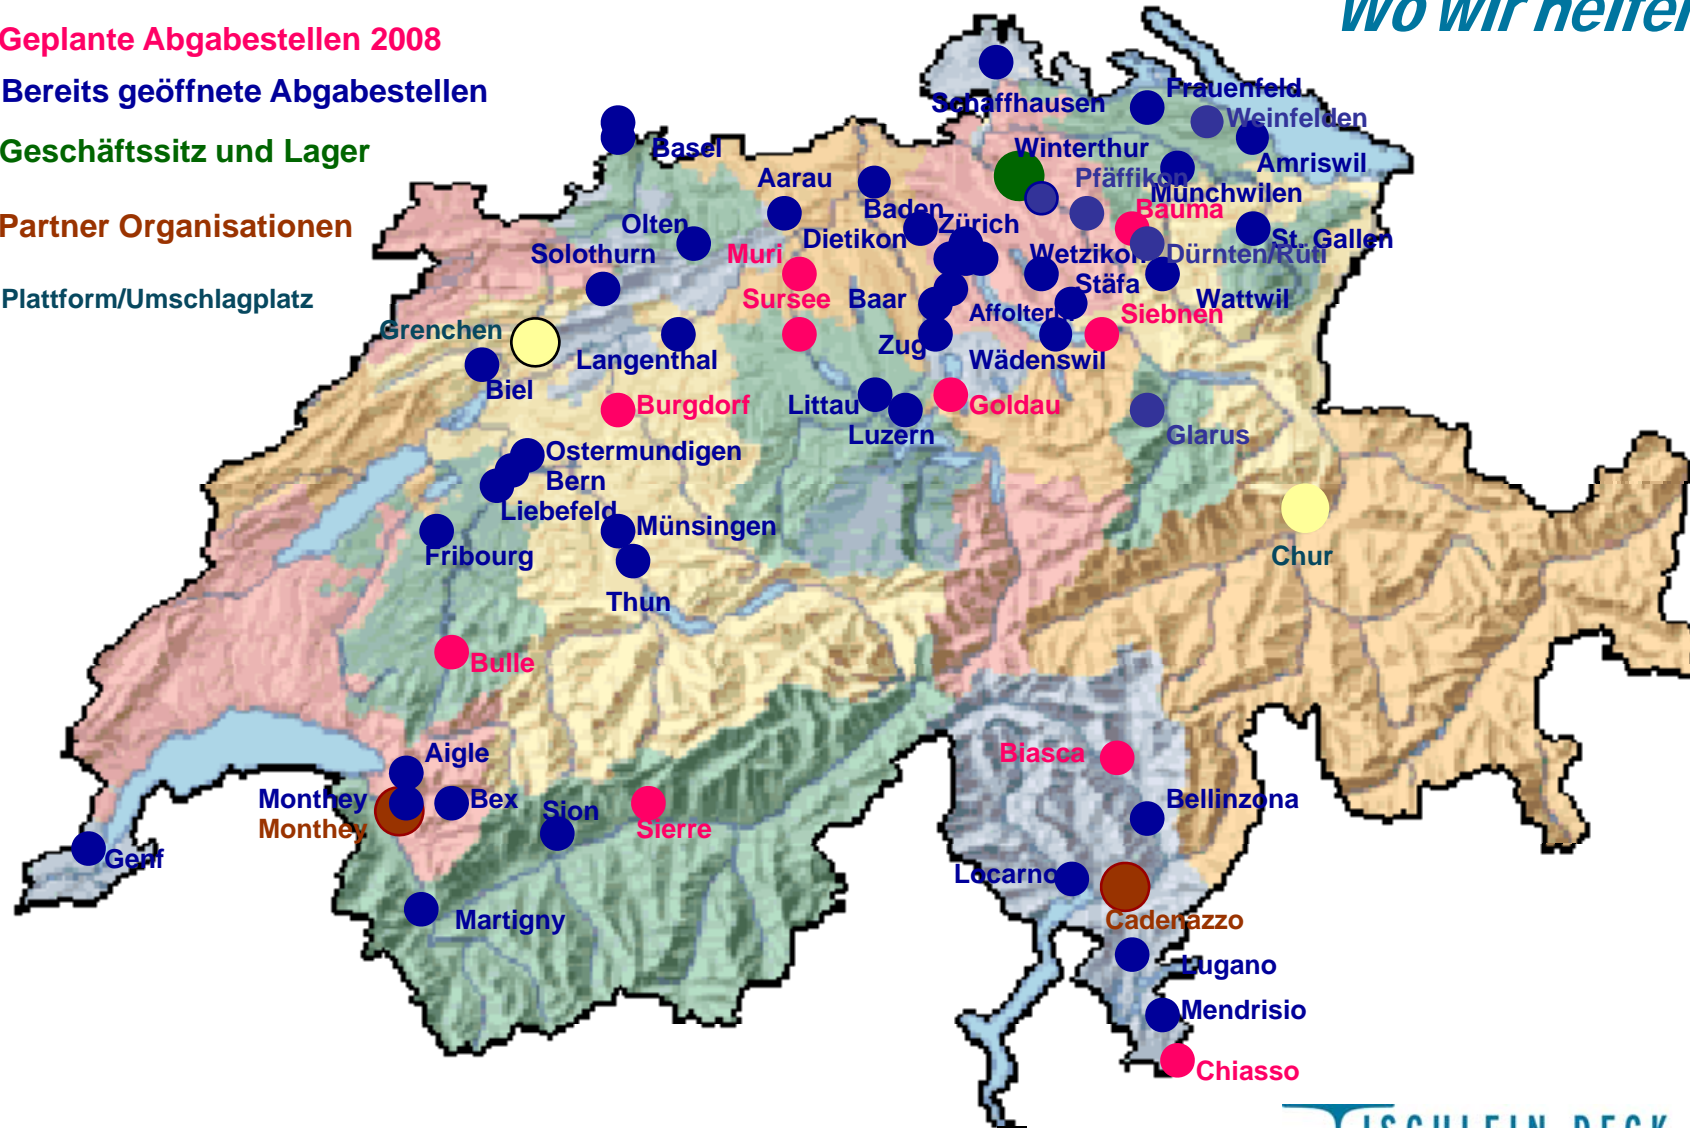 Wo wir helfen
Geplante Abgabestellen 2008
Bereits geöffnete Abgabestellen
Geschäftssitz und Lager
Partner Organisationen
Plattform/Umschlagplatz
Frauenfeld
Schaffhausen
Weinfelden
Basel
Winterthur
Amriswil
Aarau
Pfäffikon
Münchwilen
Baden
Bauma
Olten
Zürich
Dietikon
St. Gallen
Solothurn
Muri
Wetzikon
Dürnten/Rüti
Stäfa
Sursee
Baar
Wattwil
Affoltern
Siebnen
Grenchen
Zug
Langenthal
Wädenswil
Biel
Burgdorf
Littau
Goldau
Luzern
Glarus
Ostermundigen
Bern
Liebefeld
Münsingen
Fribourg
Chur
Thun
Bulle
Aigle
Biasca
Monthey
Bex
Bellinzona
Sion
Monthey
Sierre
Genf
Locarno
Martigny
Cadenazzo
Lugano
Mendrisio
Chiasso
TISCHLEIN DECK